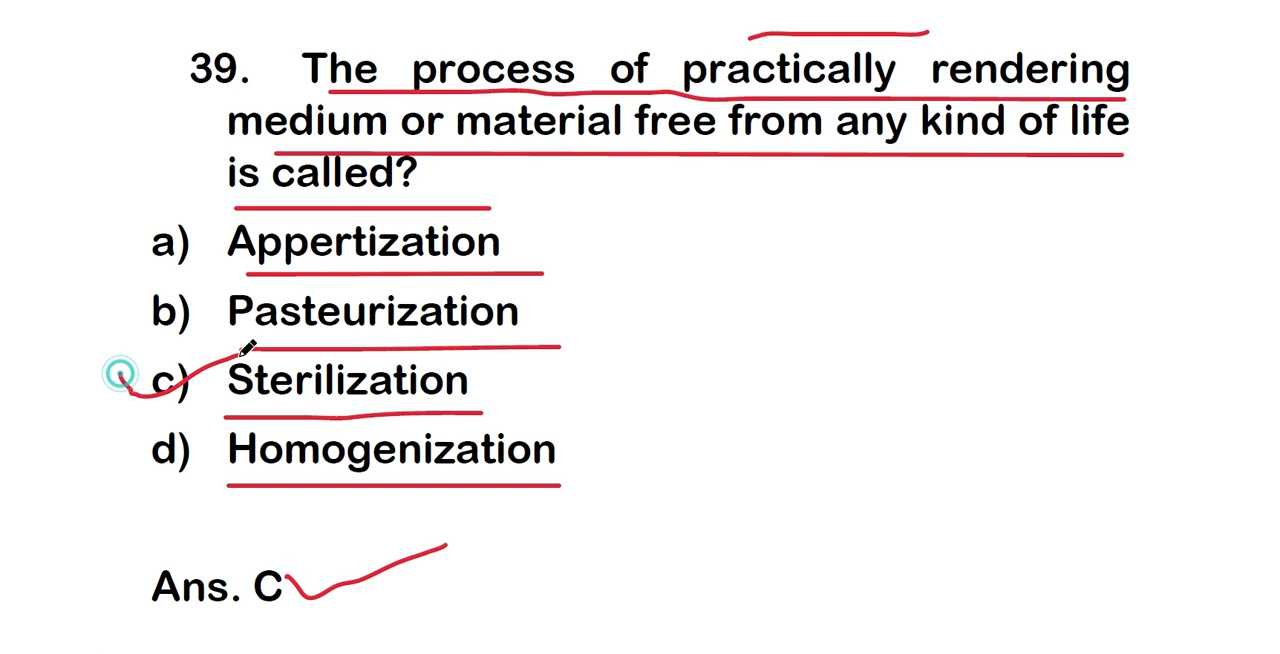 39. The process of practically rendering
medium or material free from any kind of life
is called?
a) Appertization
b) Pasteurization
c) Sterilization
d) Homogenization
Ans. C